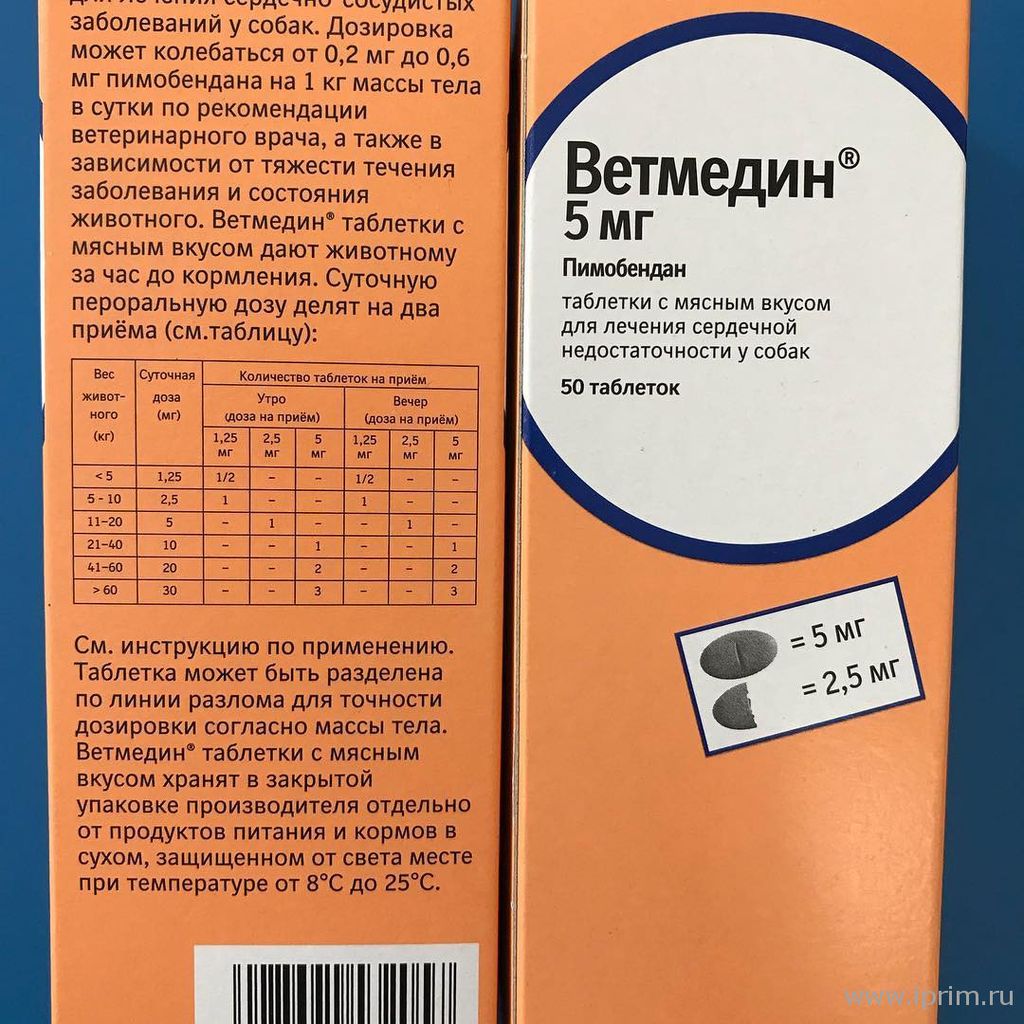 для лечения сердечно-сосудистых
заболеваний у собак. Дозировка
может колебаться от 0,2 мг до 0,6
мг пимобендана на 1 кг массы тела
в сутки по рекомендации
ветеринарного врача, а также в
зависимости от тяжести течения
заболевания и состояния
животного. Ветмедин® таблетки с
мясным вкусом дают животному
за час до кормления. Суточную
пероральную дозу делят на два
приёма (см.таблицу):
Вес живот-ного (кг) Суточная доза (мг) Количество таблеток на приём
Утро (доза на приём) Вечер (доза на приём)
1,25 мг 2,5 мг 5 мг 1,25 мг 2,5 мг 5 мг
< 5 1,25 1/2 – – 1/2 – –
5 - 10 2,5 1 – – 1 – –
11–20 5 – 1 – – 1 –
21–40 10 – – 1 – – 1
41–60 20 – – 2 – – 2
> 60 30 – – 3 – – 3
См. инструкцию по применению.
Таблетка может быть разделена
по линии разлома для точности
дозировки согласно массы тела.
Ветмедин® таблетки с мясным
вкусом хранят в закрытой
упаковке производителя отдельно
от продуктов питания и кормов в
сухом, защищенном от света месте
при температуре от 8°C до 25°C.
Ветмедин®
5 мг
Пимобендан
таблетки с мясным вкусом
для лечения сердечной
недостаточности у собак
50 таблеток
= 5 мг
= 2,5 мг
www.iprim.ru